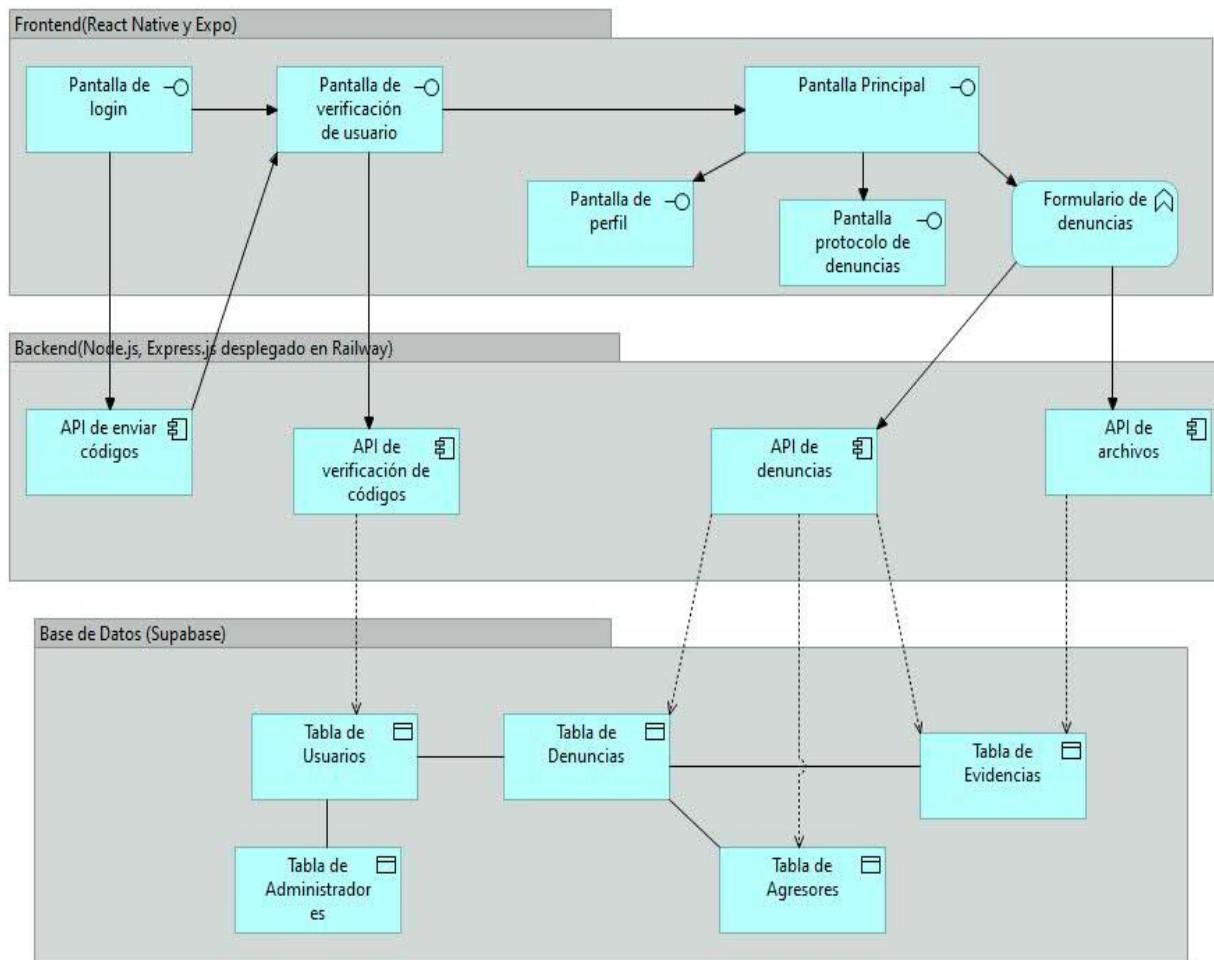 Frontend(React Native y Expo)
Pantalla de
login
Pantalla de
verificación
de usuario
Pantalla Principal
Pantalla de
perfil
Pantalla
protocolo de
denuncias
Formulario de
denuncias
Backend(Node.js, Express.js desplegado en Railway)
API de enviar
códigos
API de
verificación de
códigos
API de
denuncias
API de
archivos
Base de Datos (Supabase)
Tabla de
Usuarios
Tabla de
Denuncias
Tabla de
Evidencias
Tabla de
Administrador
es
Tabla de
Agresores